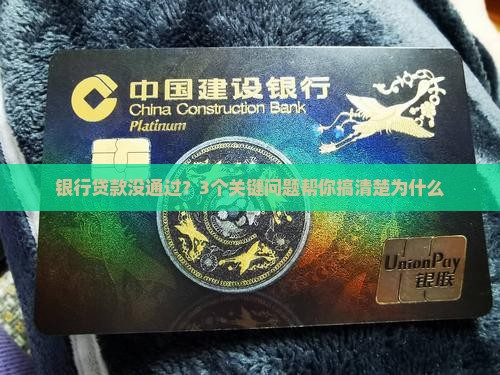 中国建设银行
China Construction Bank
Platinum
银行贷款没通过？3个关键问题帮你搞清楚为什么
UnionPay
银联